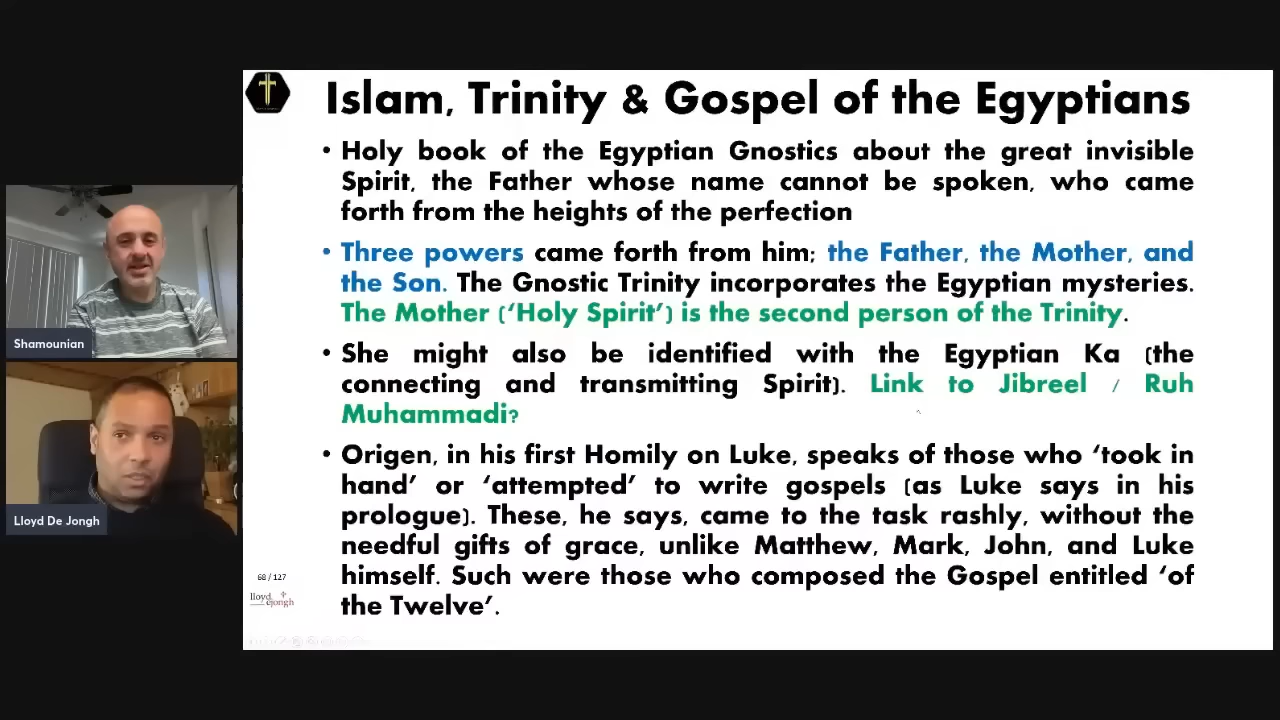 Islam, Trinity & Gospel of the Egyptians
• Holy book of the Egyptian Gnostics about the great invisible
Spirit, the Father whose name cannot be spoken, who came
forth from the heights of the perfection
• Three powers came forth from him; the Father, the Mother, and
the Son. The Gnostic Trinity incorporates the Egyptian mysteries.
The Mother (‘Holy Spirit’) is the second person of the Trinity.
• She might also be identified with the Egyptian Ka (the
connecting and transmitting Spirit). Link to Jibreel / Ruh
Muhammadi?
• Origen, in his first Homily on Luke, speaks of those who ‘took in
hand’ or ‘attempted’ to write gospels (as Luke says in his
prologue). These, he says, came to the task rashly, without the
needful gifts of grace, unlike Matthew, Mark, John, and Luke
himself. Such were those who composed the Gospel entitled ‘of
the Twelve’.
Shamounian
Lloyd De Jongh
68 / 127
lloyd
dejongh